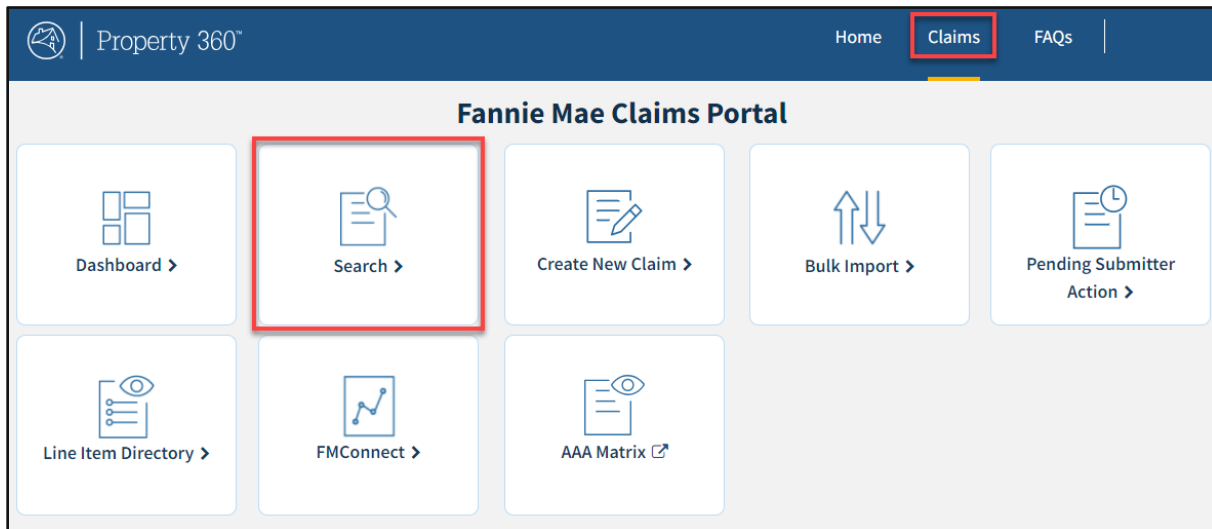 Property 360™
Home
Claims
FAQs
Fannie Mae Claims Portal
Dashboard
Search
Create New Claim
Bulk Import
Pending Submitter
Action
Line Item Directory
FMConnect
AAA Matrix